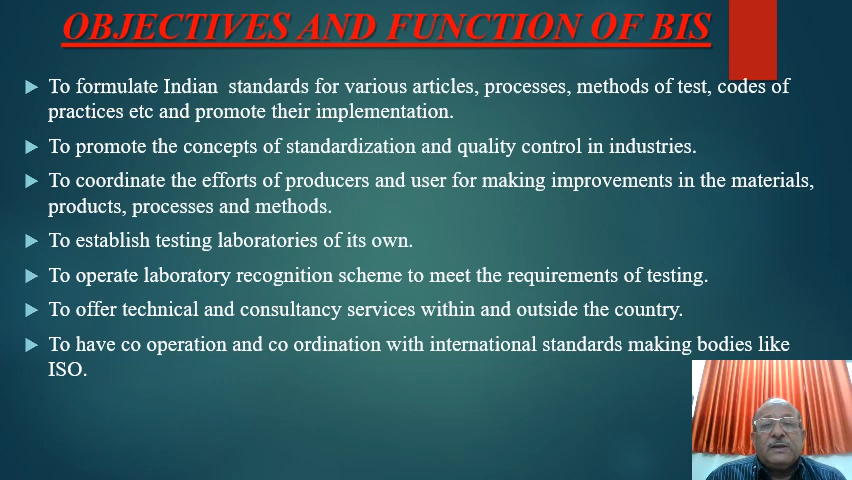 OBJECTIVES AND FUNCTION OF BIS
To formulate Indian standards for various articles, processes, methods of test, codes of
practices etc and promote their implementation.
To promote the concepts of standardization and quality control in industries.
To coordinate the efforts of producers and user for making improvements in the materials,
products, processes and methods.
To establish testing laboratories of its own.
To operate laboratory recognition scheme to meet the requirements of testing.
To offer technical and consultancy services within and outside the country.
To have co operation and co ordination with international standards making bodies like
ISO.